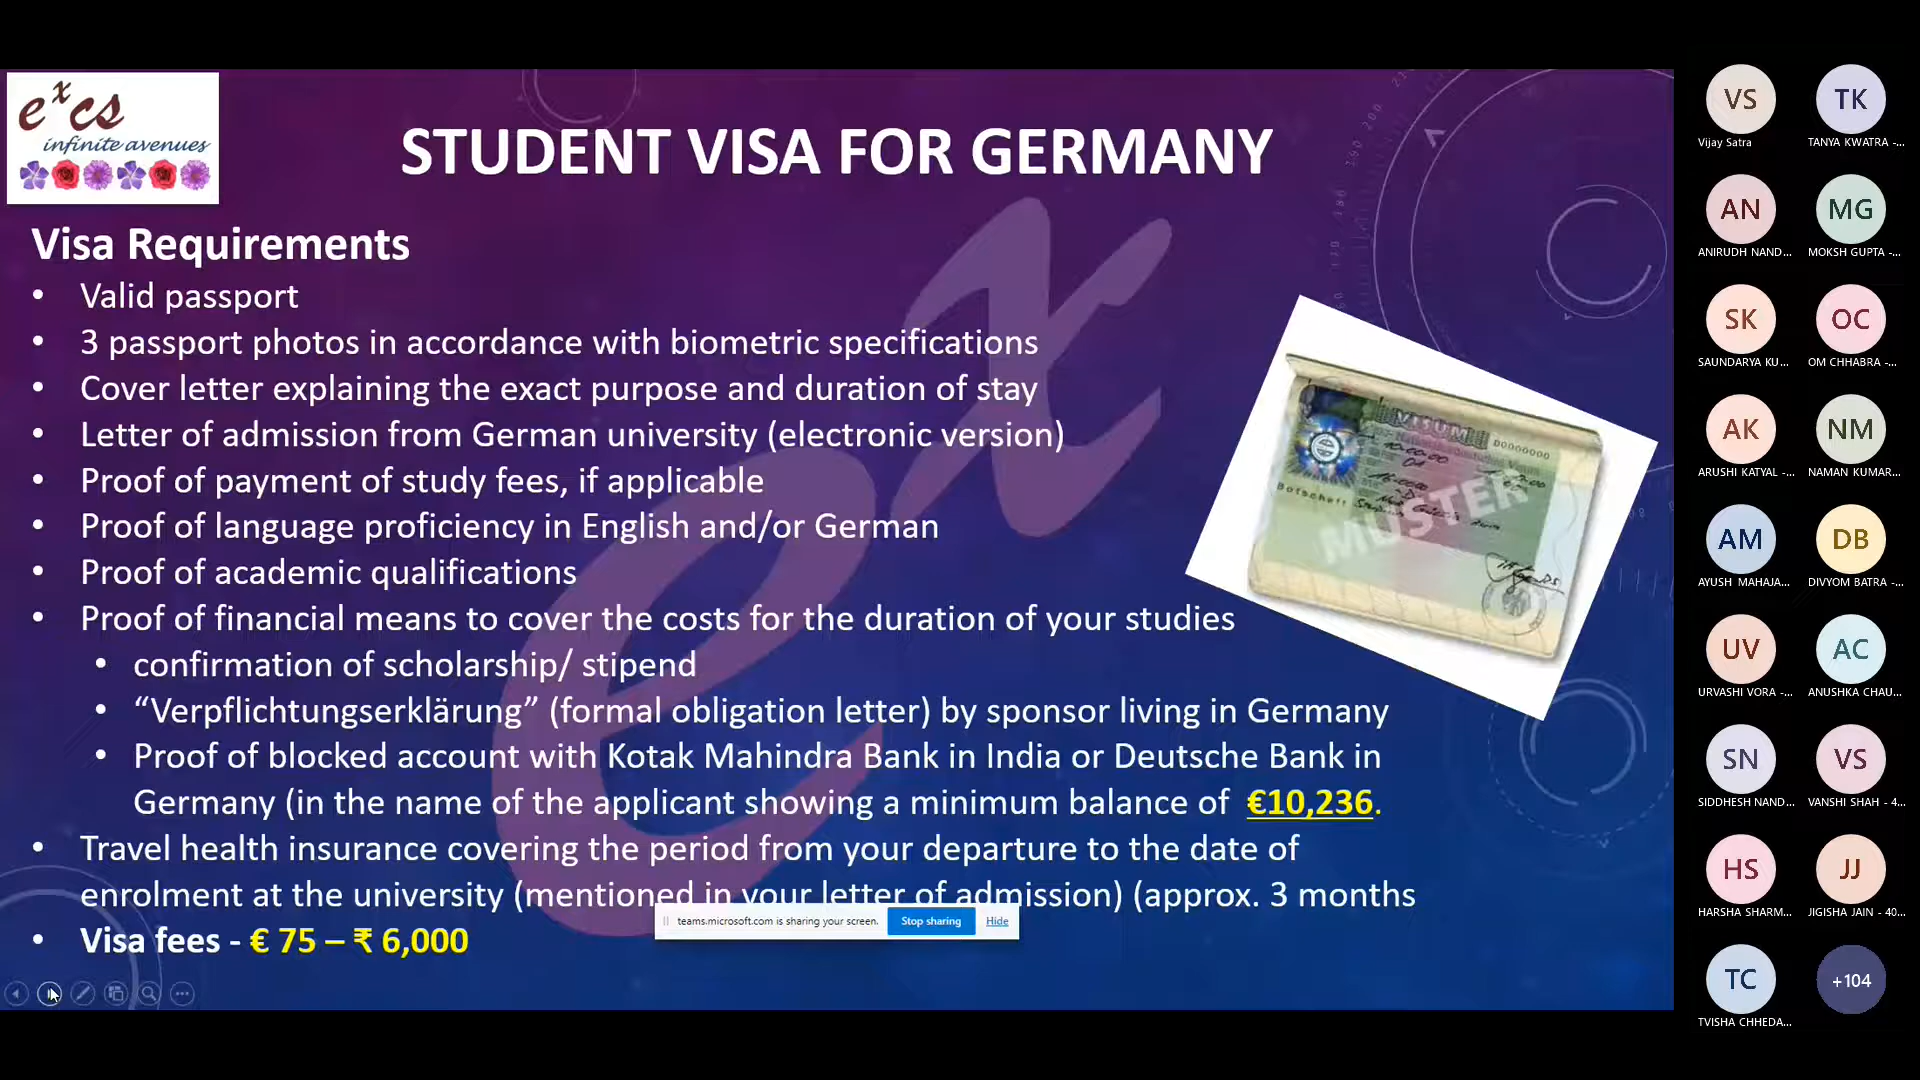 eˣcs
infinite avenues
STUDENT VISA FOR GERMANY
Visa Requirements
• Valid passport
• 3 passport photos in accordance with biometric specifications
• Cover letter explaining the exact purpose and duration of stay
• Letter of admission from German university (electronic version)
• Proof of payment of study fees, if applicable
• Proof of language proficiency in English and/or German
• Proof of academic qualifications
• Proof of financial means to cover the costs for the duration of your studies
• confirmation of scholarship/ stipend
• “Verpflichtungserklärung” (formal obligation letter) by sponsor living in Germany
• Proof of blocked account with Kotak Mahindra Bank in India or Deutsche Bank in
Germany (in the name of the applicant showing a minimum balance of €10,236.
• Travel health insurance covering the period from your departure to the date of
enrolment at the university (mentioned in your letter of admission) (approx. 3 months
• Visa fees - € 75 – ₹ 6,000
teams.microsoft.com is sharing your screen. Stop sharing Hide
VISUM
D00000000
Botschaft
MUSTER
ex
VS TK
Vijay Satra TANYA KWATRA -...
AN MG
ANIRUDH NAND... MOKSH GUPTA -...
SK OC
SAUNDARYA KU... OM CHHABRA -...
AK NM
ARUSHI KATYAL -... NAMAN KUMAR...
AM DB
AYUSH MAHAJA... DIVYOM BATRA -...
UV AC
URVASHI VORA -... ANUSHKA CHAU...
SN VS
SIDDHESH NAND... VANSHI SHAH - 4...
HS JJ
HARSHA SHARM... JIGISHA JAIN - 40...
TC +104
TVISHA CHHEDA...